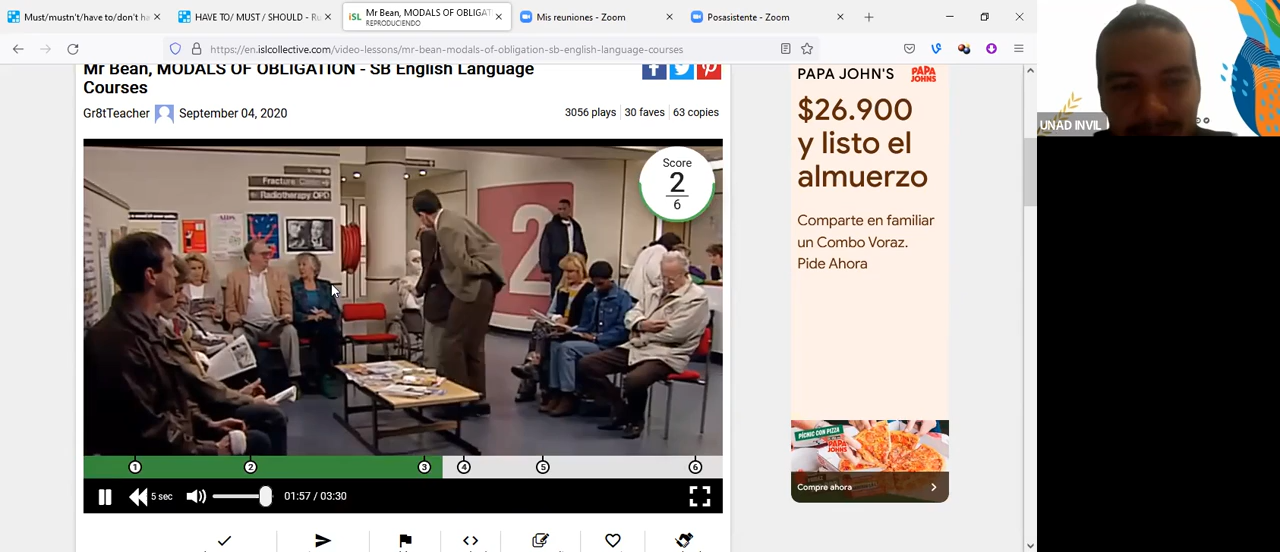 Must/mustn't/have to/don't ha
HAVE TO/ MUST / SHOULD - Ru
Mr Bean, MODALS OF OBLIGAT
REPRODUCIENDO
Mis reuniones - Zoom
Posasistente - Zoom
https://en.islcollective.com/video-lessons/mr-bean-modals-of-obligation-sb-english-language-courses
Mr Bean, MODALS OF OBLIGATION - SB English Language
Courses
Gr8tTeacher September 04, 2020
3056 plays 30 faves 63 copies
Fracture
Radiotherapy OPD
AIDS
2
Score
2
6
1 2 3 4 5 6
5 sec
01:57 / 03:30
PAPA JOHN'S
PAPA JOHNS
$26.900
y listo el
almuerzo
Comparte en familiar
un Combo Voraz.
Pide Ahora
PICNIC CON PIZZA
Compre ahora
UNAD INVIL